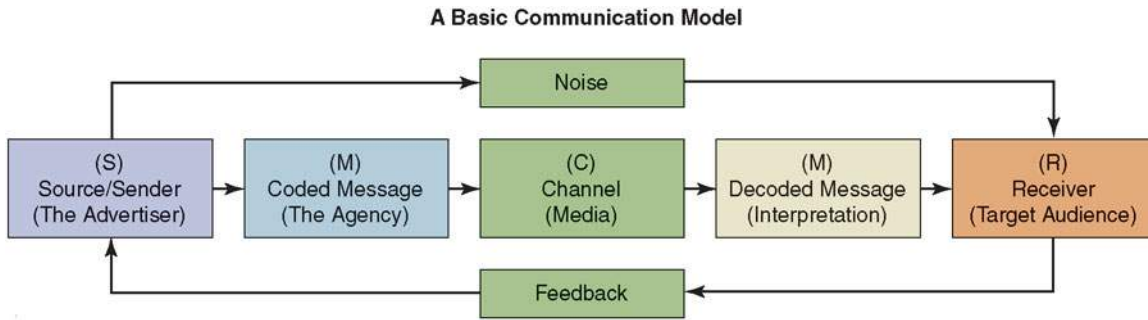 A Basic Communication Model
Noise
(S)
Source/Sender
(The Advertiser)
(M)
Coded Message
(The Agency)
(C)
Channel
(Media)
(M)
Decoded Message
(Interpretation)
(R)
Receiver
(Target Audience)
Feedback